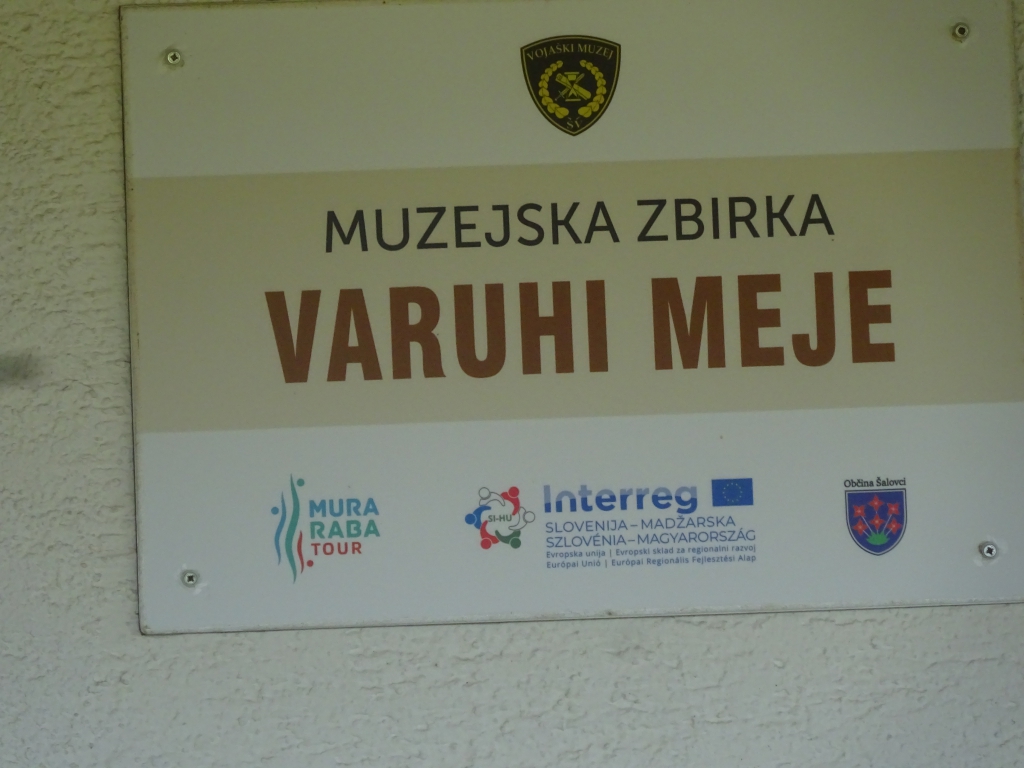 VOJAŠKI MUZEJ
SV
MUZEJSKA ZBIRKA
VARUHI MEJE
MURA
RABA
TOUR
SI-HU
Interreg
SLOVENIJA – MADŽARSKA
SZLOVÉNIA – MAGYARORSZÁG
Evropska unija | Evropski sklad za regionalni razvoj
Európai Unió | Európai Regionális Fejlesztési Alap
Občina Šalovci